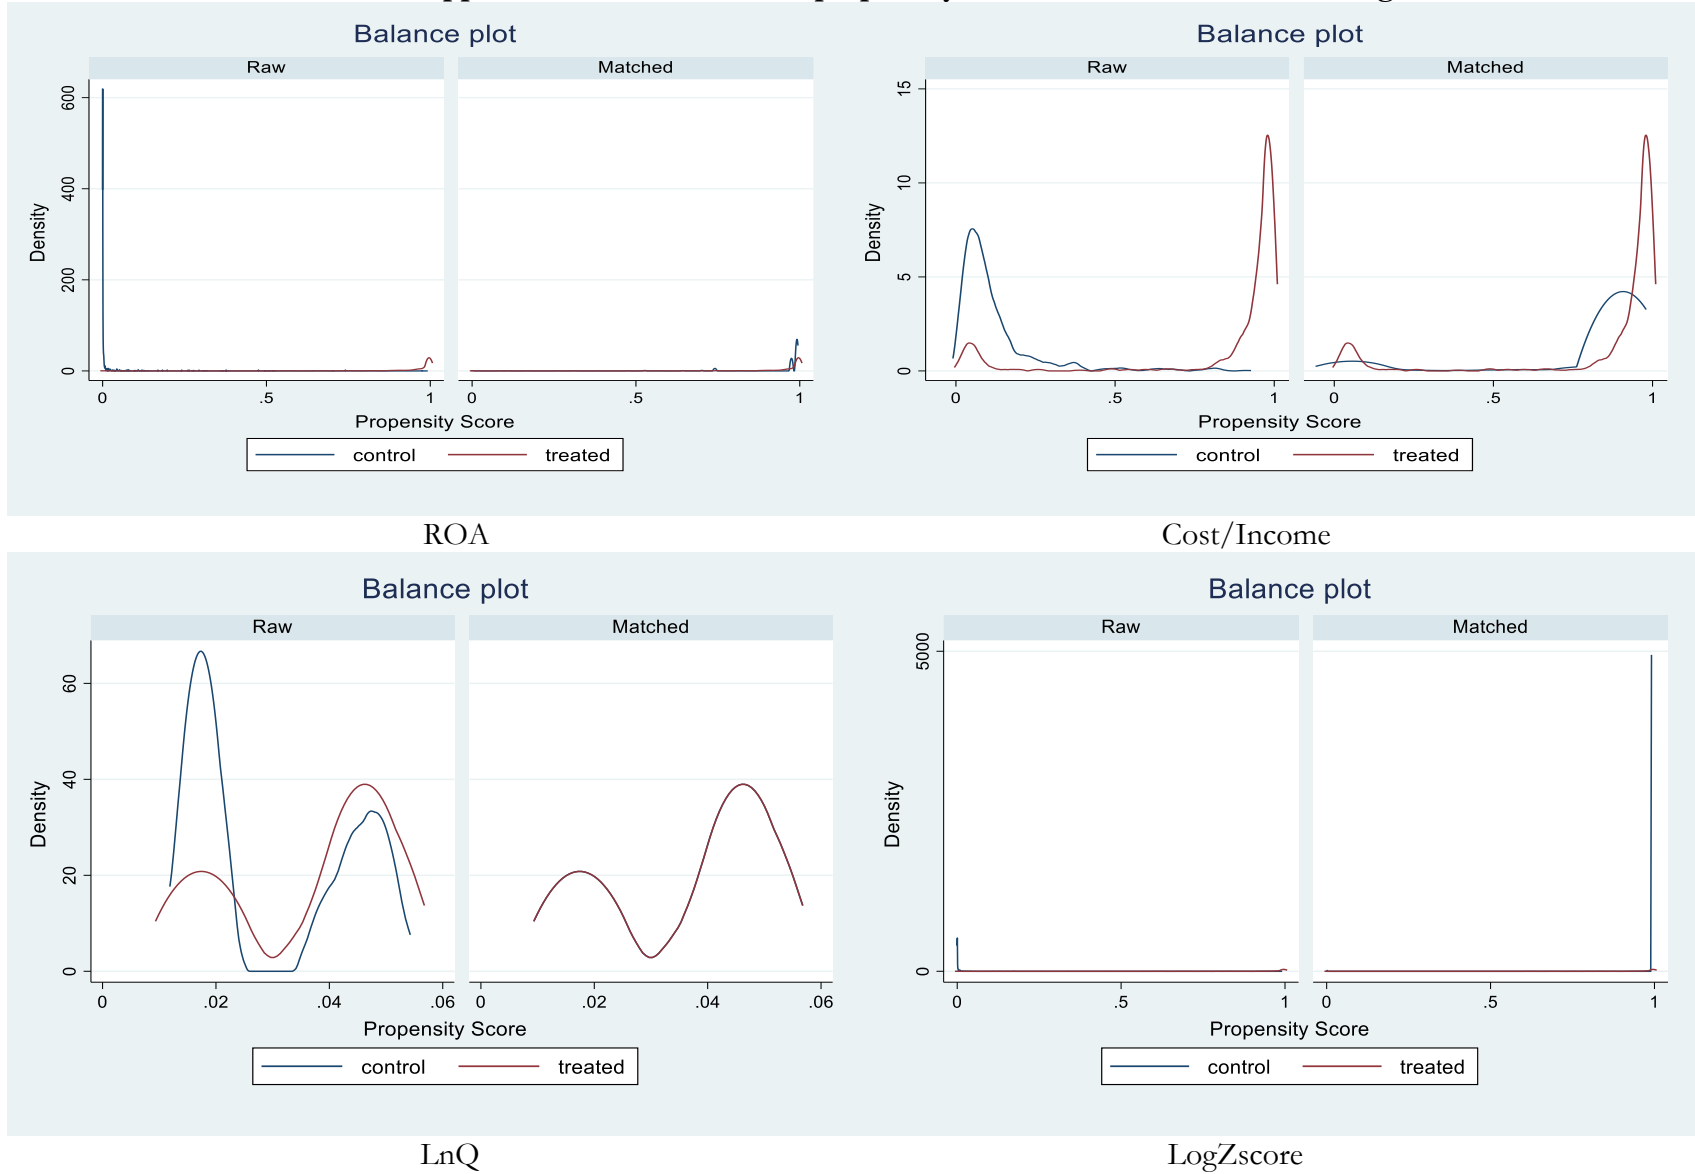 Balance plot
Raw
Matched
600
400
200
0
Density
0 .5 1
0 .5 1
Propensity Score
control treated
ROA
Balance plot
Raw
Matched
15
10
5
0
Density
0 .5 1
0 .5 1
Propensity Score
control treated
Cost/Income
Balance plot
Raw
Matched
60
40
20
0
Density
0 .02 .04 .06
0 .02 .04 .06
Propensity Score
control treated
LnQ
Balance plot
Raw
Matched
5000
0
Density
0 .5 1
0 .5 1
Propensity Score
control treated
LogZscore